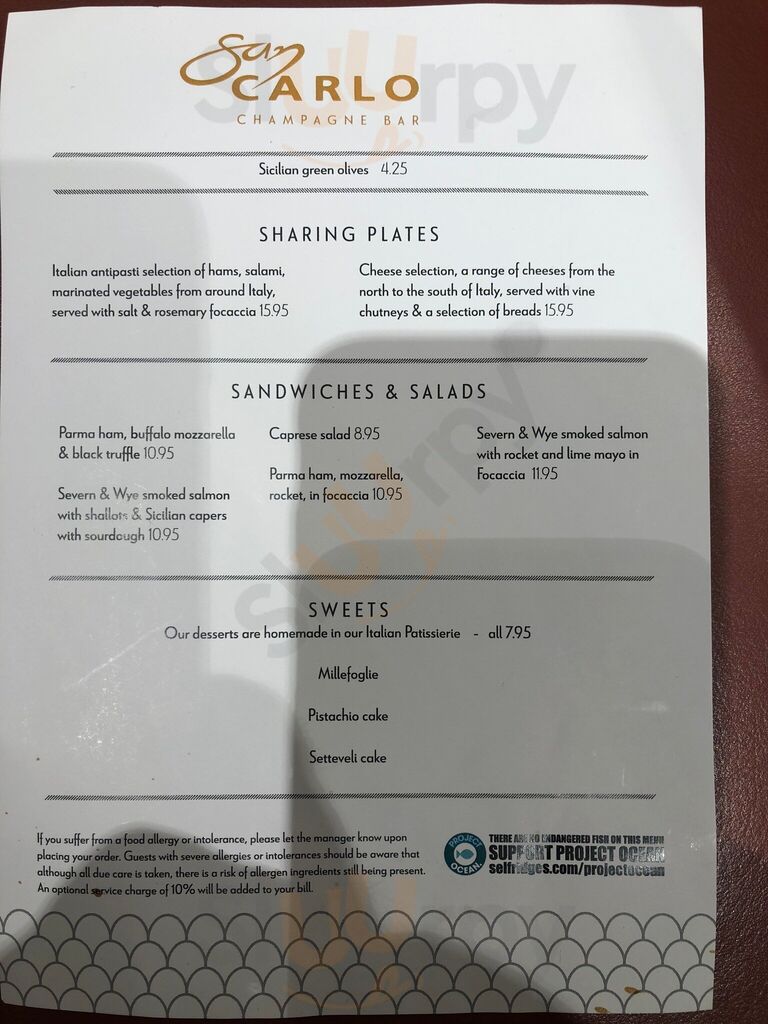 San
CARLO
CHAMPAGNE BAR
Sicilian green olives 4.25
SHARING PLATES
Italian antipasti selection of hams, salami,
marinated vegetables from around Italy,
served with salt & rosemary focaccia 15.95
Cheese selection, a range of cheeses from the
north to the south of Italy, served with vine
chutneys & a selection of breads 15.95
SANDWICHES & SALADS
Parma ham, buffalo mozzarella
& black truffle 10.95
Severn & Wye smoked salmon
with shallots & Sicilian capers
with sourdough 10.95
Caprese salad 8.95
Parma ham, mozzarella,
rocket, in focaccia 10.95
Severn & Wye smoked salmon
with rocket and lime mayo in
Focaccia 11.95
SWEETS
Our desserts are homemade in our Italian Patissierie - all 7.95
Millefoglie
Pistachio cake
Setteveli cake
If you suffer from a food allergy or intolerance, please let the manager know upon
placing your order. Guests with severe allergies or intolerances should be aware that
although all due care is taken, there is a risk of allergen ingredients still being present.
An optional service charge of 10% will be added to your bill.
PROJECT
OCEAN
THERE ARE NO ENDANGERED FISH ON THIS MENU
SUPPORT PROJECT OCEAN
selfridges.com/projectocean
sluurpy
sluurpy